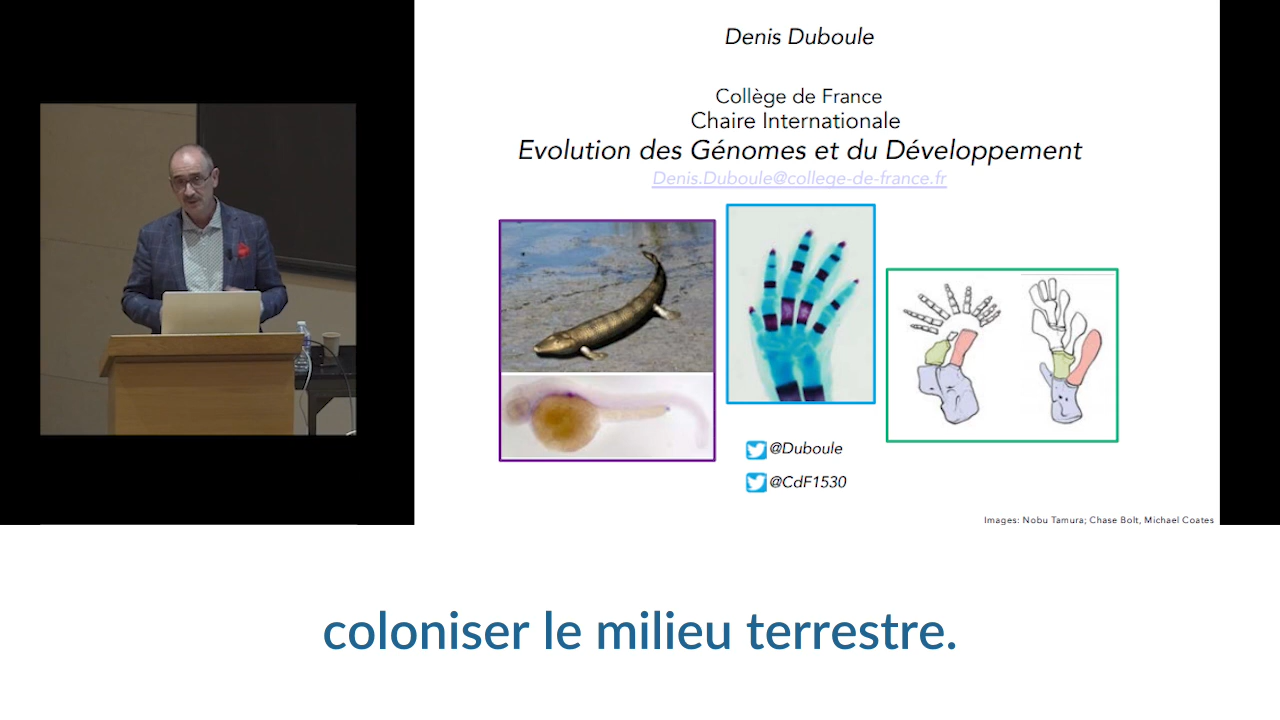 Denis Duboule
Collège de France
Chaire Internationale
Evolution des Génomes et du Développement
Denis.Duboule@college-de-france.fr
@Duboule
@CdF1530
Images: Nobu Tamura; Chase Bolt, Michael Coates
coloniser le milieu terrestre.